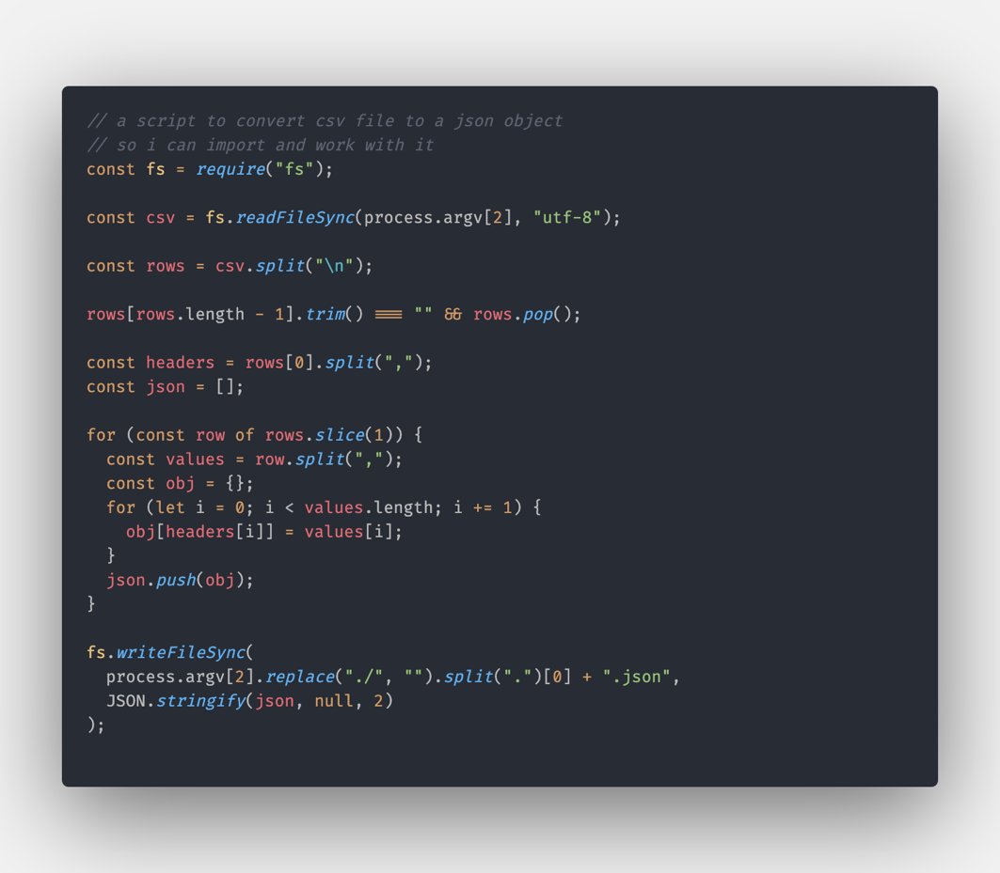 // a script to convert csv file to a json object
// so i can import and work with it
const fs = require("fs");

const csv = fs.readFileSync(process.argv[2], "utf-8");

const rows = csv.split("\n");

rows[rows.length - 1].trim() === "" && rows.pop();

const headers = rows[0].split(",");
const json = [];

for (const row of rows.slice(1)) {
  const values = row.split(",");
  const obj = {};
  for (let i = 0; i < values.length; i += 1) {
    obj[headers[i]] = values[i];
  }
  json.push(obj);
}

fs.writeFileSync(
  process.argv[2].replace("./", "").split(".")[0] + ".json",
  JSON.stringify(json, null, 2)
);